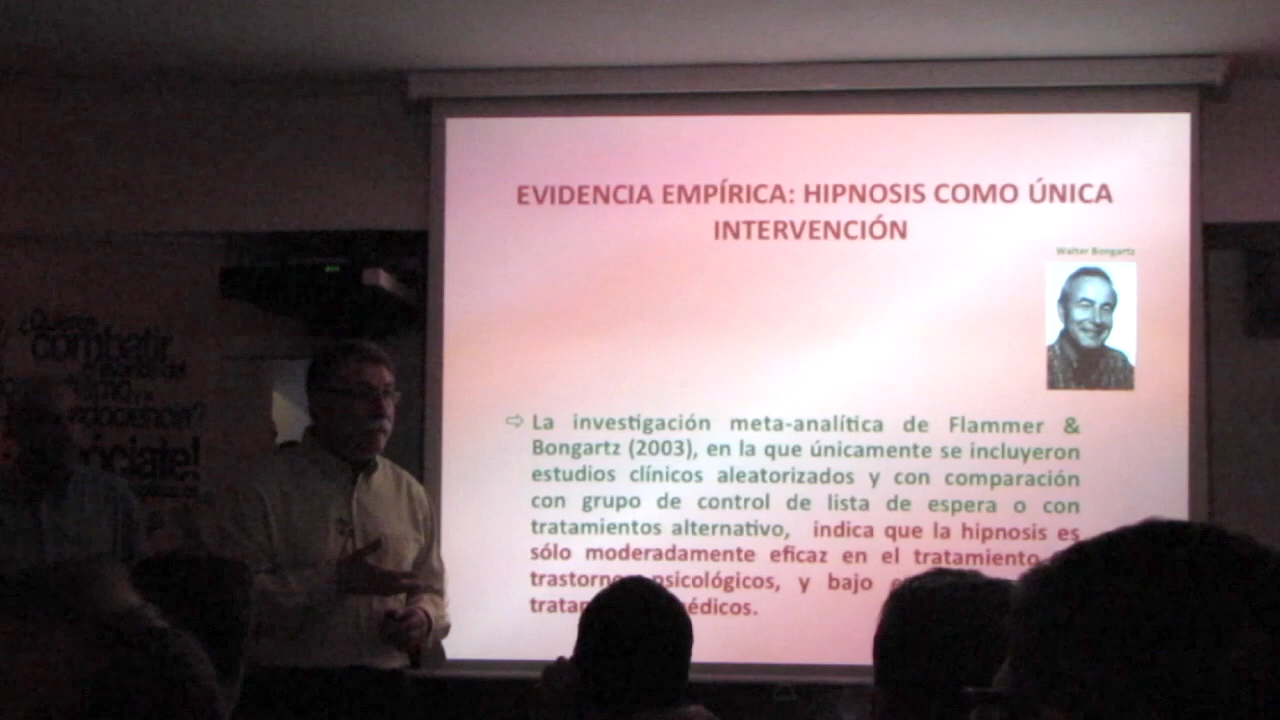 EVIDENCIA EMPÍRICA: HIPNOSIS COMO ÚNICA
INTERVENCIÓN
Walter Bongartz
⇨ La investigación meta-analítica de Flammer &
Bongartz (2003), en la que únicamente se incluyeron
estudios clínicos aleatorizados y con comparación
con grupo de control de lista de espera o con
tratamientos alternativo, indica que la hipnosis es
sólo moderadamente eficaz en el tratamiento
psicológicos, y bajo
¿Quieres
combatir